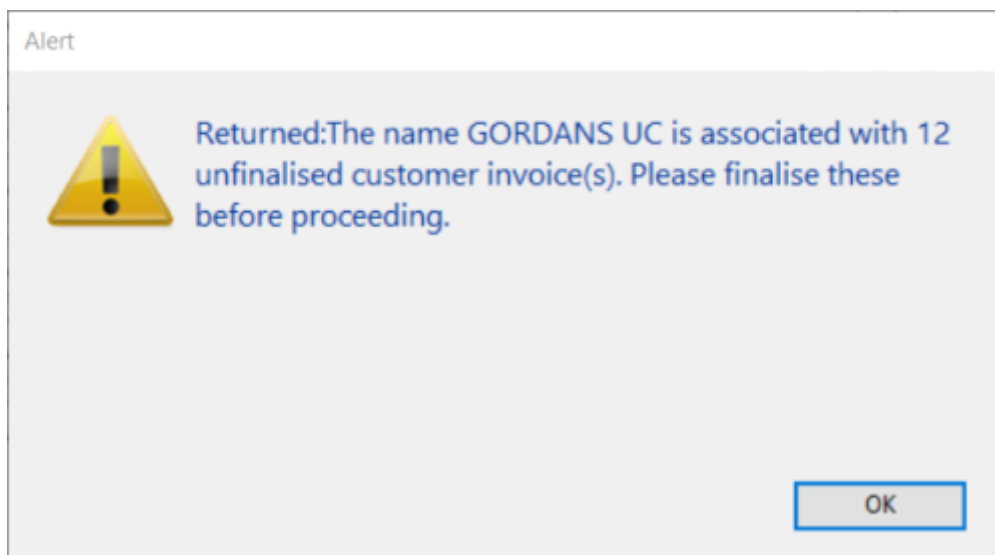 Alert
Returned:The name GORDANS UC is associated with 12
unfinalised customer invoice(s). Please finalise these
before proceeding.
OK